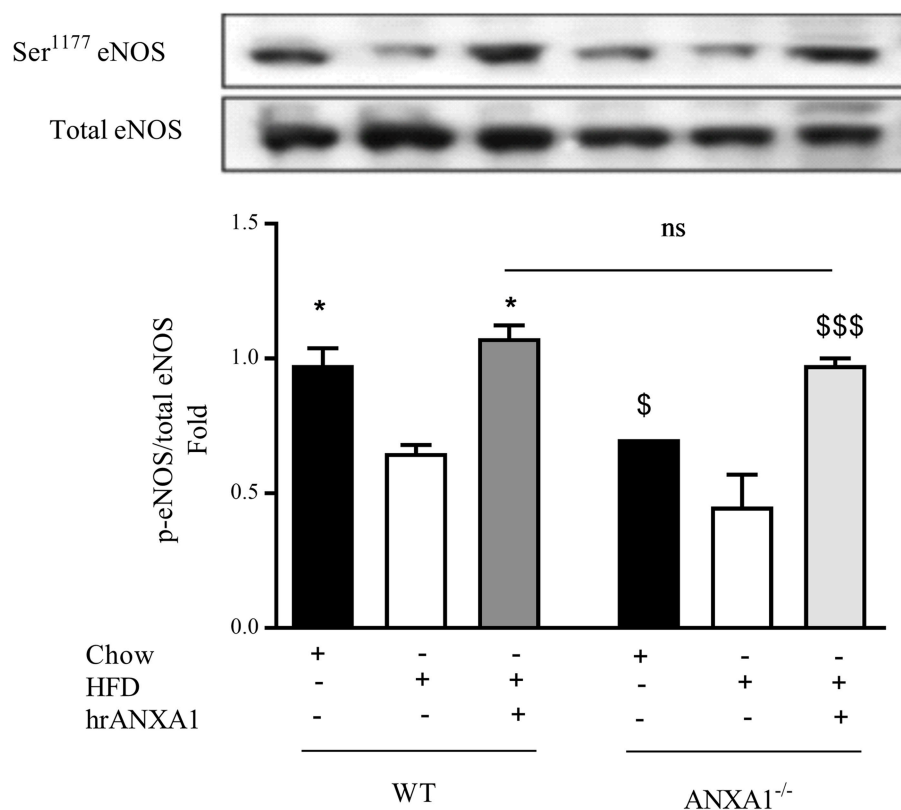 Ser1177 eNOS
Total eNOS
1.5
1.0
0.5
0.0
p-eNOS/total eNOS
Fold
ns
* * $ $$$
Chow + - - + - -
HFD - + + - + +
hrANXA1 - - + - - +
WT ANXA1-/-